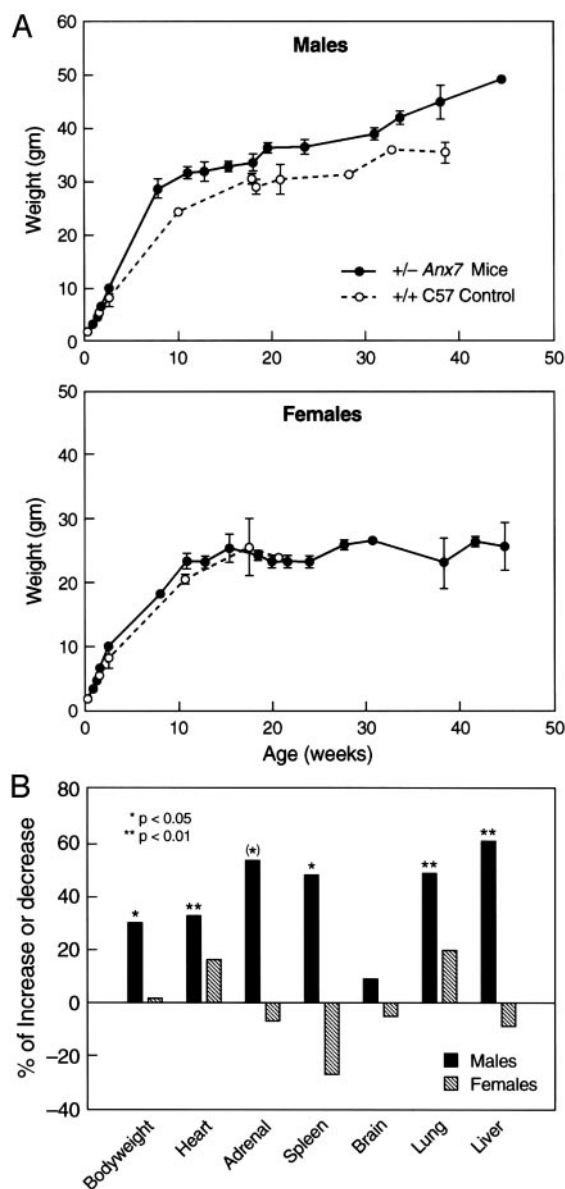 A
Males
60
50
40
30
20
10
0
Weight (gm)
+/– Anx7 Mice
+/+ C57 Control
0 10 20 30 40 50
Females
50
40
30
20
10
0
Weight (gm)
0 10 20 30 40 50
Age (weeks)
B
80
60
40
20
0
–20
–40
% of Increase or decrease
* p < 0.05
** p < 0.01
* ** (*) * ** **
Males
Females
Bodyweight Heart Adrenal Spleen Brain Lung Liver